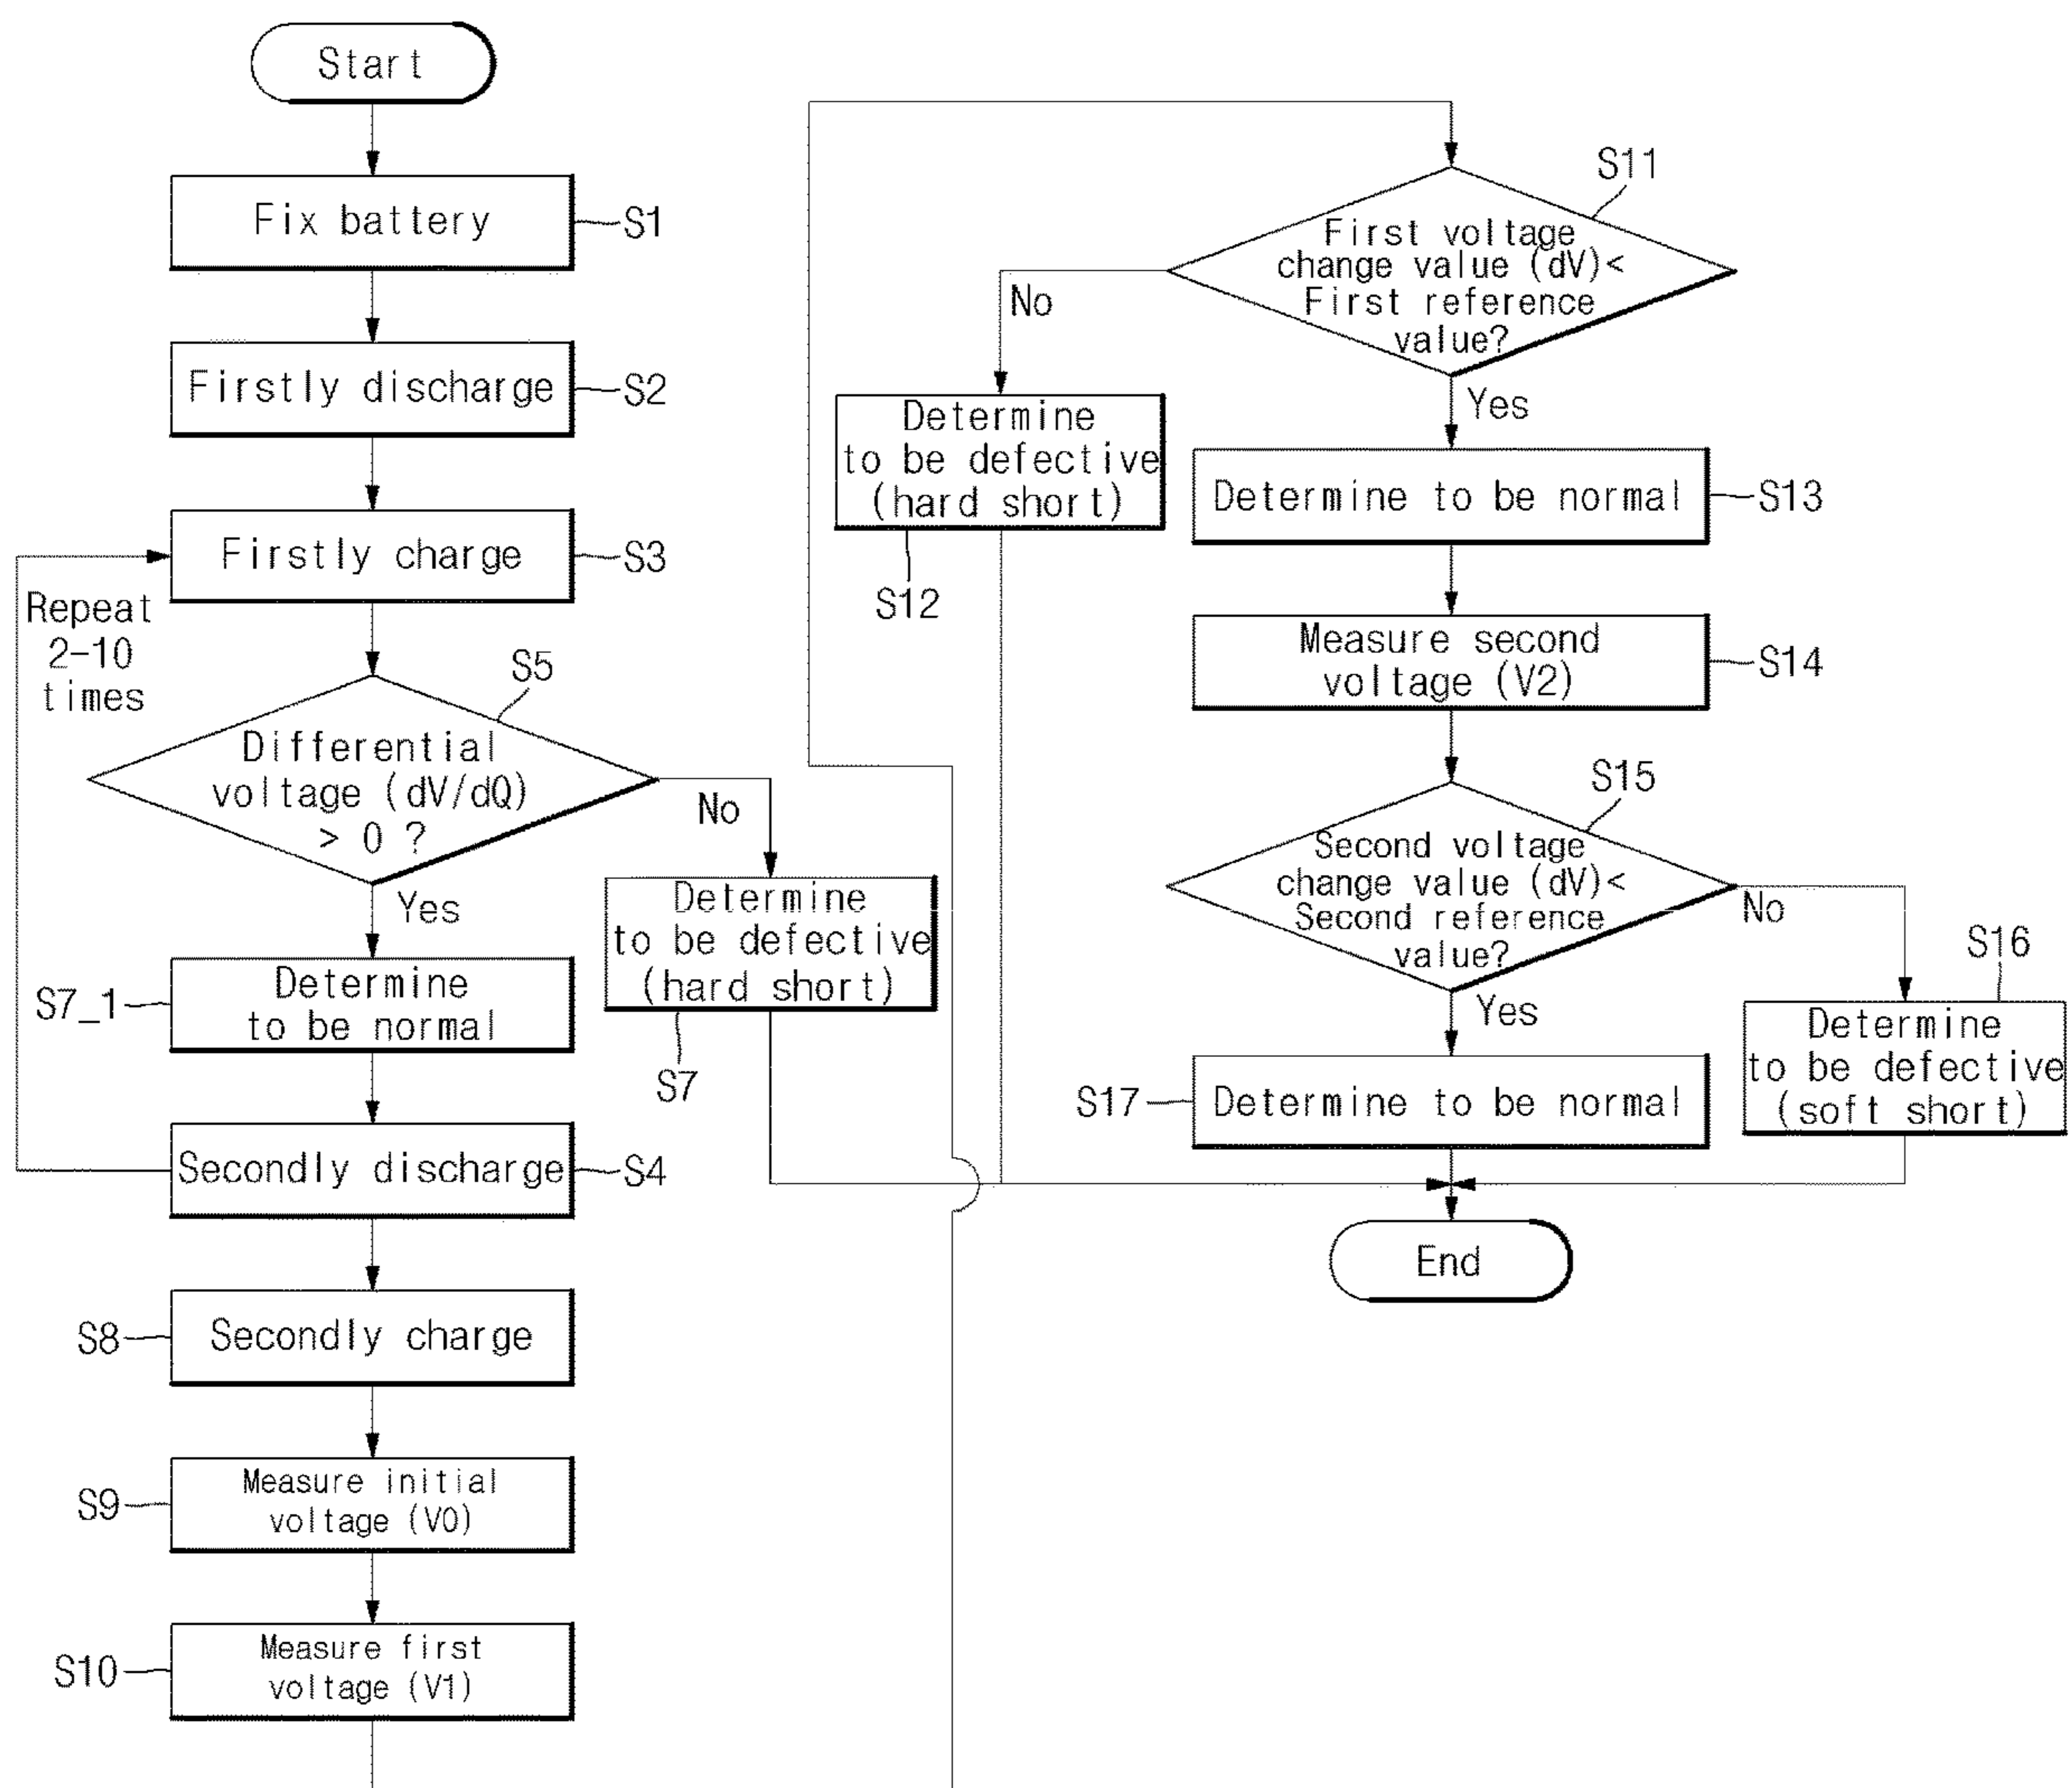 Start
Fix battery
S1
Firstly discharge
S2
Firstly charge
S3
Repeat
2-10
times
S5
Differential
voltage (dV/dQ)
> 0 ?
No
Yes
Determine
to be defective
(hard short)
S7
S7_1
Determine
to be normal
Secondly discharge
S4
S8
Secondly charge
S9
Measure initial
voltage (V0)
S10
Measure first
voltage (V1)
S11
First voltage
change value (dV)<
First reference
value?
No
Yes
Determine
to be defective
(hard short)
S12
Determine to be normal
S13
Measure second
voltage (V2)
S14
S15
Second voltage
change value (dV)<
Second reference
value?
No
Yes
S16
Determine
to be defective
(soft short)
S17
Determine to be normal
End